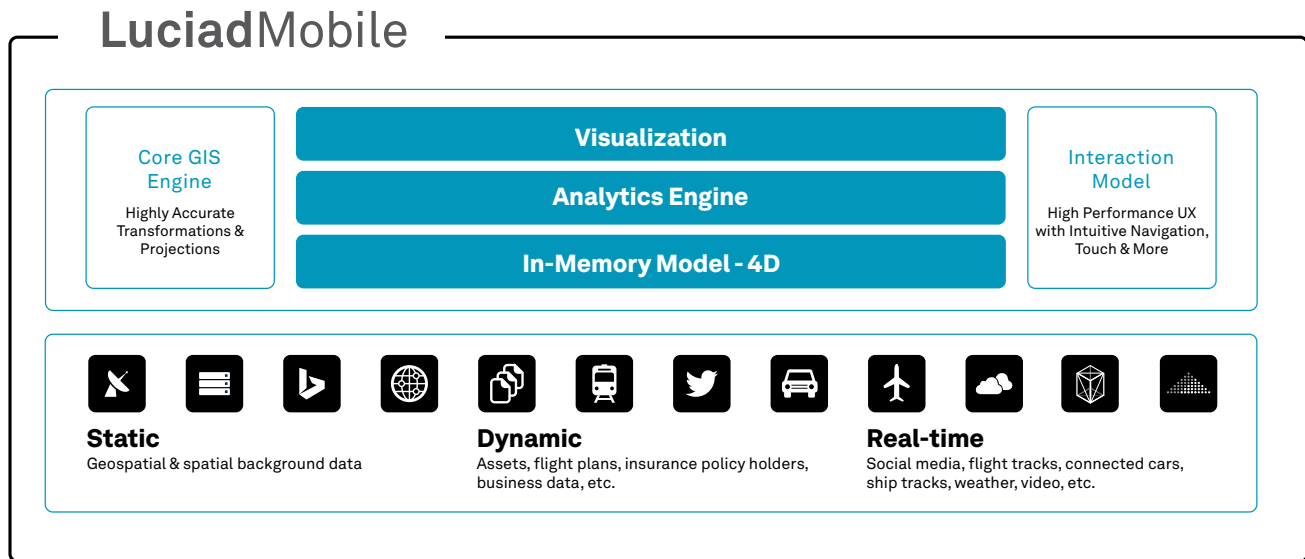 LuciadMobile
Core GIS
Engine
Highly Accurate
Transformations &
Projections
Visualization
Analytics Engine
In-Memory Model - 4D
Interaction
Model
High Performance UX
with Intuitive Navigation,
Touch & More
Static
Geospatial & spatial background data
Dynamic
Assets, flight plans, insurance policy holders,
business data, etc.
Real-time
Social media, flight tracks, connected cars,
ship tracks, weather, video, etc.